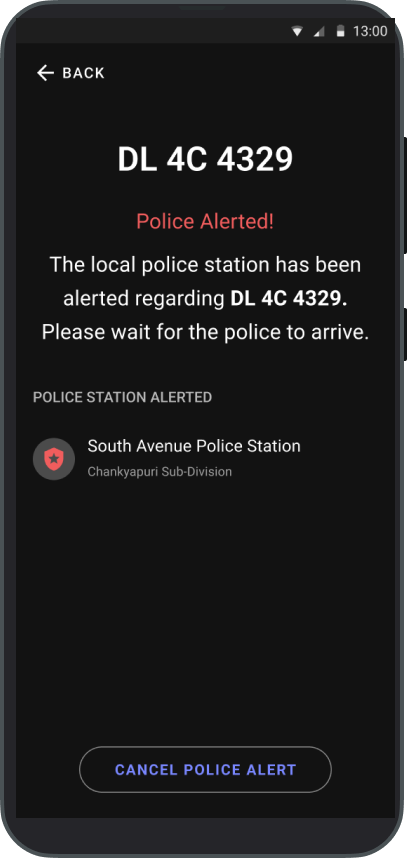 13:00
BACK
DL 4C 4329
Police Alerted!
The local police station has been
alerted regarding DL 4C 4329.
Please wait for the police to arrive.
POLICE STATION ALERTED
South Avenue Police Station
Chankyapuri Sub-Division
CANCEL POLICE ALERT